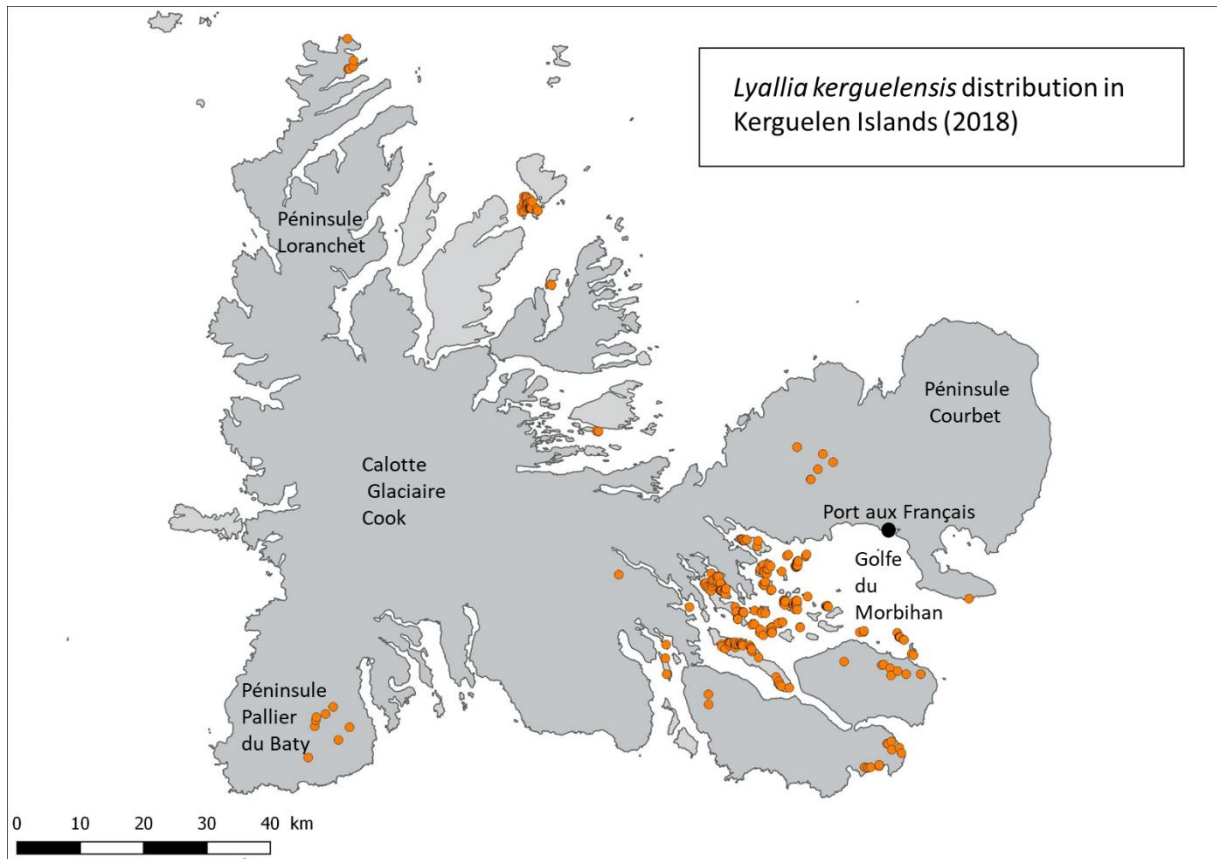 Lyallia kerguelensis distribution in
Kerguelen Islands (2018)
Péninsule
Loranchet
Péninsule
Courbet
Calotte
Glaciaire
Cook
Port aux Français
Golfe
du
Morbihan
Péninsule
Pallier
du Baty
0 10 20 30 40 km